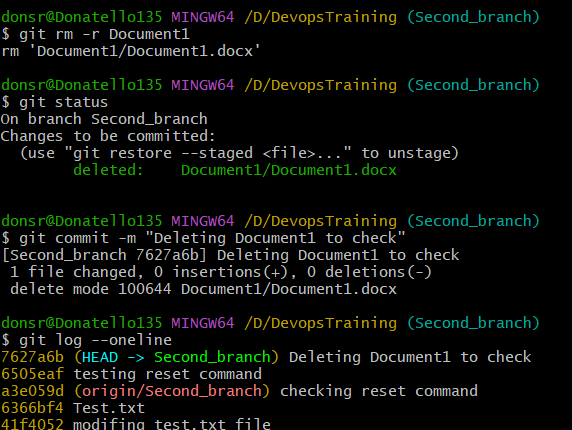 donsr@Donatello135 MINGW64 /D/DevopsTraining (Second_branch)
$ git rm -r Document1
rm 'Document1/Document1.docx'
donsr@Donatello135 MINGW64 /D/DevopsTraining (Second_branch)
$ git status
On branch Second_branch
Changes to be committed:
  (use "git restore --staged <file>..." to unstage)
        deleted:    Document1/Document1.docx
donsr@Donatello135 MINGW64 /D/DevopsTraining (Second_branch)
$ git commit -m "Deleting Document1 to check"
[Second_branch 7627a6b] Deleting Document1 to check
 1 file changed, 0 insertions(+), 0 deletions(-)
 delete mode 100644 Document1/Document1.docx
donsr@Donatello135 MINGW64 /D/DevopsTraining (Second_branch)
$ git log --oneline
7627a6b (HEAD -> Second_branch) Deleting Document1 to check
6505eaf testing reset command
a3e059d (origin/Second_branch) checking reset command
6366bf4 Test.txt
41f4052 modifing test.txt file